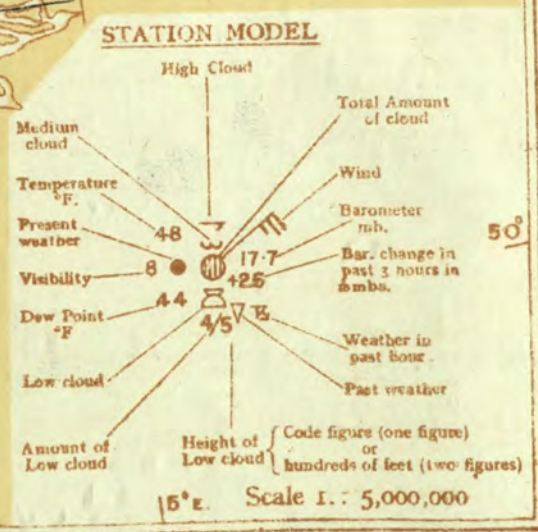 STATION MODEL
High Cloud
Total Amount
of cloud
Medium
cloud
Wind
Temperature
°F.
48
Barometer
mb.
50°
Present
weather
17.7
Visibility
8
+26
Bar. change in
past 3 hours in
mbs.
Dew Point
°F
44
4/5
Weather in
past hour.
Low cloud
Past weather
Amount of
Low cloud
Height of
Low cloud
Code figure (one figure)
or
hundreds of feet (two figures)
15°E.
Scale 1 : 5,000,000